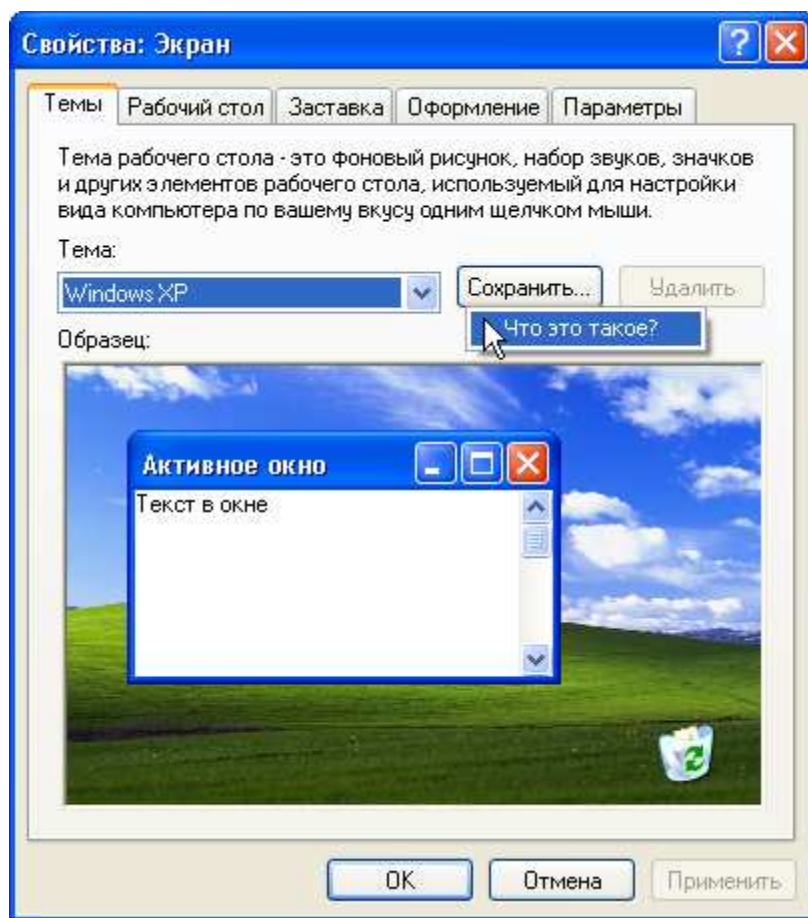 Свойства: Экран
Темы Рабочий стол Заставка Оформление Параметры
Тема рабочего стола - это фоновый рисунок, набор звуков, значков
и других элементов рабочего стола, используемый для настройки
вида компьютера по вашему вкусу одним щелчком мыши.
Тема:
Windows XP Сохранить... Удалить
Что это такое?
Образец:
Активное окно
Текст в окне
OK Отмена Применить